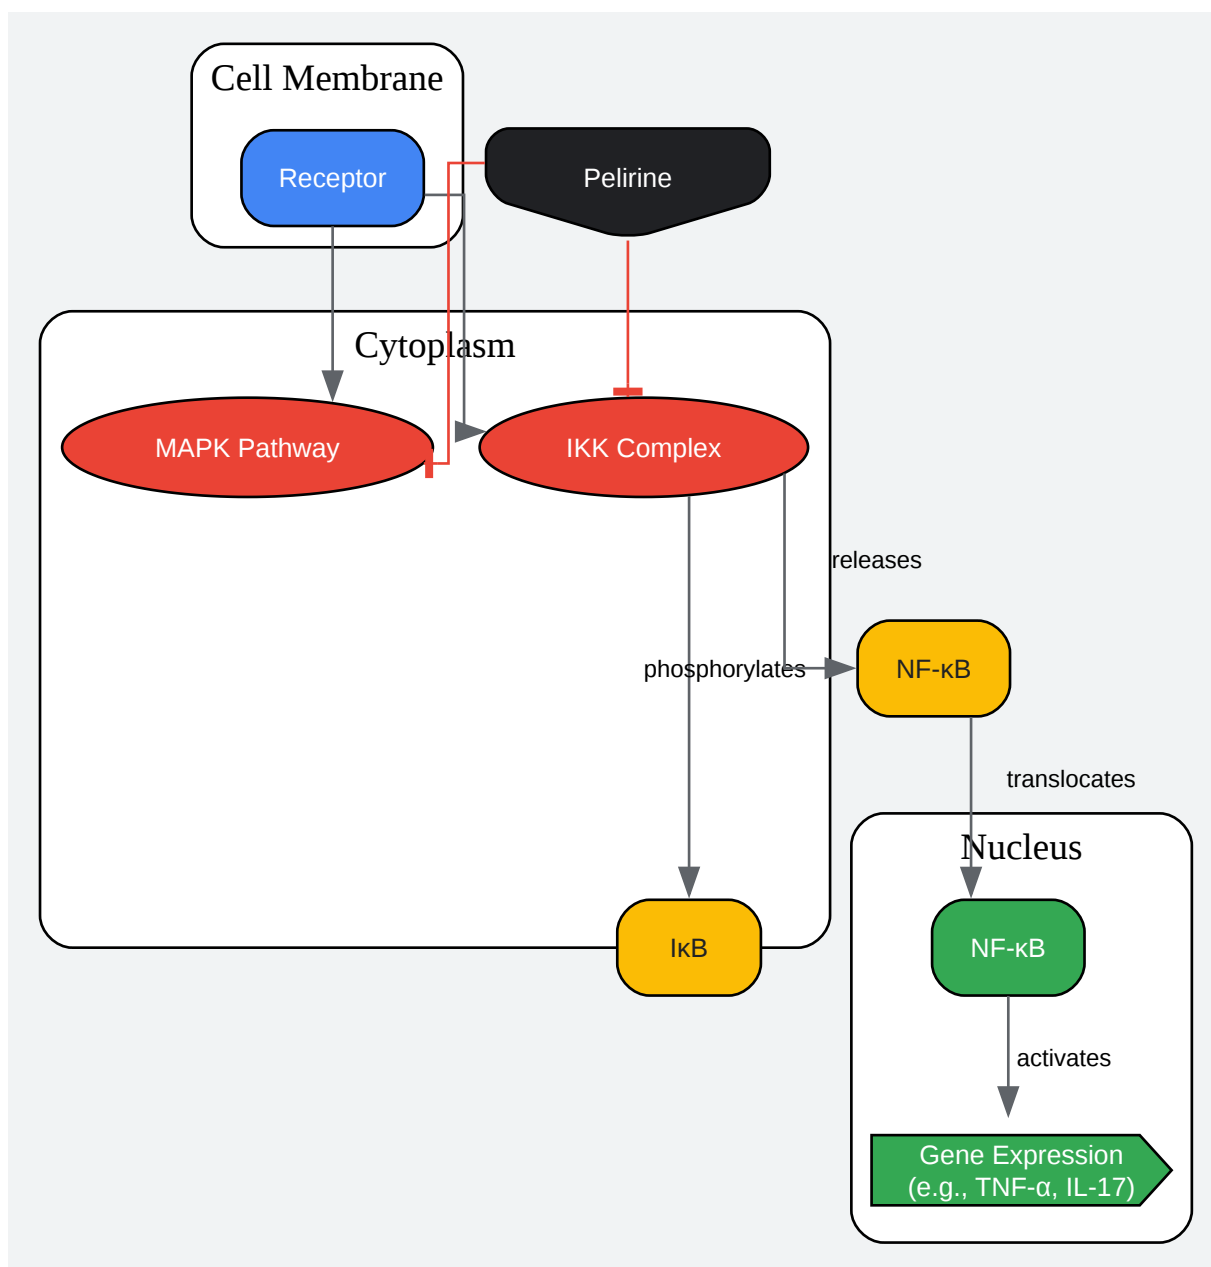 Cell Membrane
Receptor
Pelirine
Cytoplasm
MAPK Pathway
IKK Complex
releases
phosphorylates
NF-κB
translocates
Nucleus
IκB
NF-κB
activates
Gene Expression
(e.g., TNF-α, IL-17)